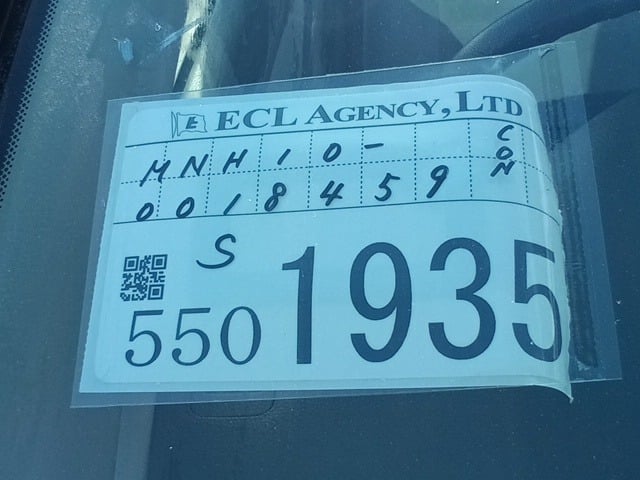 E ECL AGENCY, LTD
MNH10- CON
0018459
S
550 1935